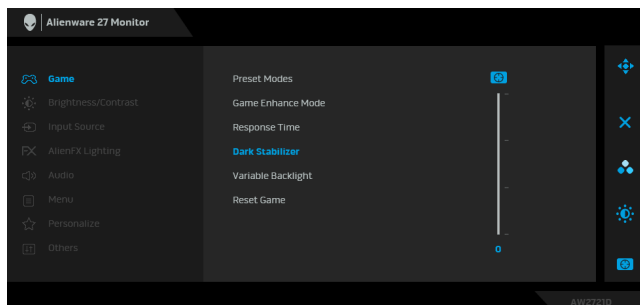 Alienware 27 Monitor
Game
Brightness/Contrast
Input Source
AlienFX Lighting
Audio
Menu
Personalize
Others
Preset Modes
Game Enhance Mode
Response Time
Dark Stabilizer
Variable Backlight
Reset Game
0
AW2721D